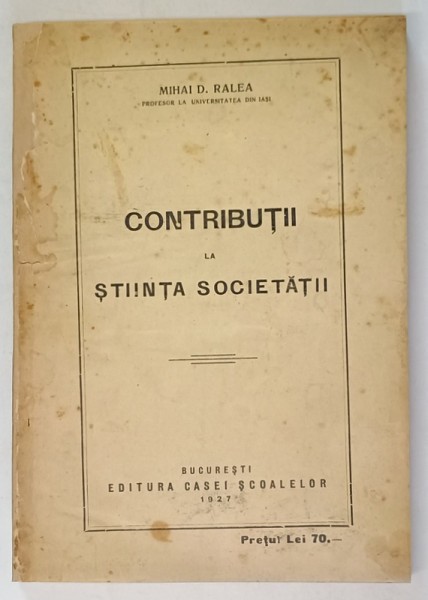 MIHAI D. RALEA
PROFESOR LA UNIVERSITATEA DIN IAȘI
CONTRIBUȚII
LA
ȘTIINȚA SOCIETĂȚII
BUCUREȘTI
EDITURA CASEI ȘCOALELOR
1927
Prețul Lei 70.—